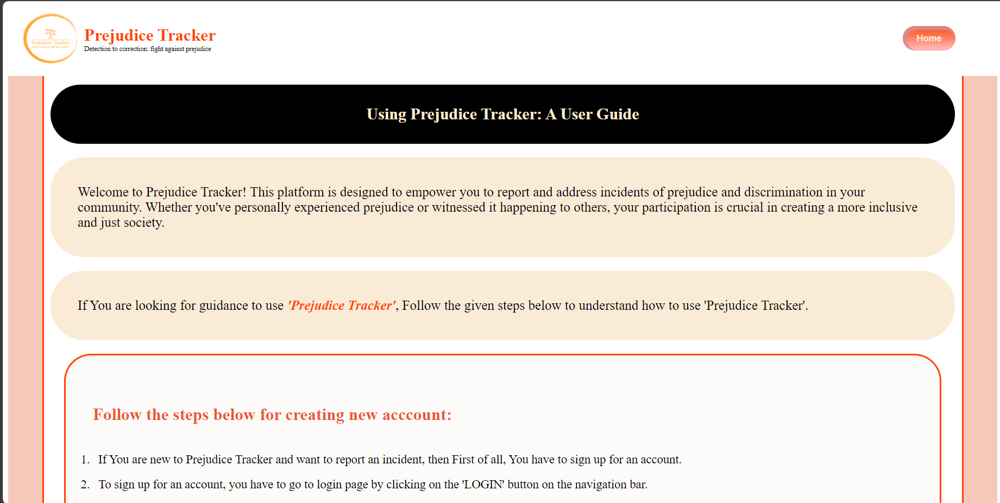 Prejudice Tracker
Prejudice Tracker
Detection to correction: fight against prejudice
Home
Using Prejudice Tracker: A User Guide
Welcome to Prejudice Tracker! This platform is designed to empower you to report and address incidents of prejudice and discrimination in your
community. Whether you've personally experienced prejudice or witnessed it happening to others, your participation is crucial in creating a more inclusive
and just society.
If You are looking for guidance to use 'Prejudice Tracker', Follow the given steps below to understand how to use 'Prejudice Tracker'.
Follow the steps below for creating new acccount:
1. If You are new to Prejudice Tracker and want to report an incident, then First of all, You have to sign up for an account.
2. To sign up for an account, you have to go to login page by clicking on the 'LOGIN' button on the navigation bar.